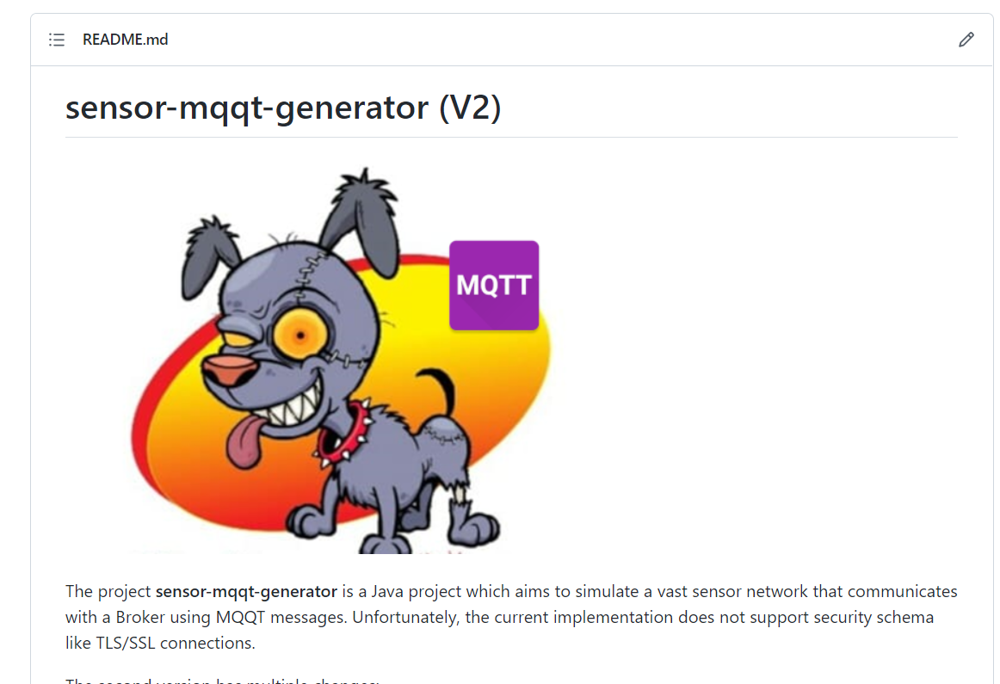 README.md
sensor-mqqt-generator (V2)
MQTT
The project sensor-mqqt-generator is a Java project which aims to simulate a vast sensor network that communicates
with a Broker using MQQT messages. Unfortunately, the current implementation does not support security schema
like TLS/SSL connections.
The second version has multiple changes: